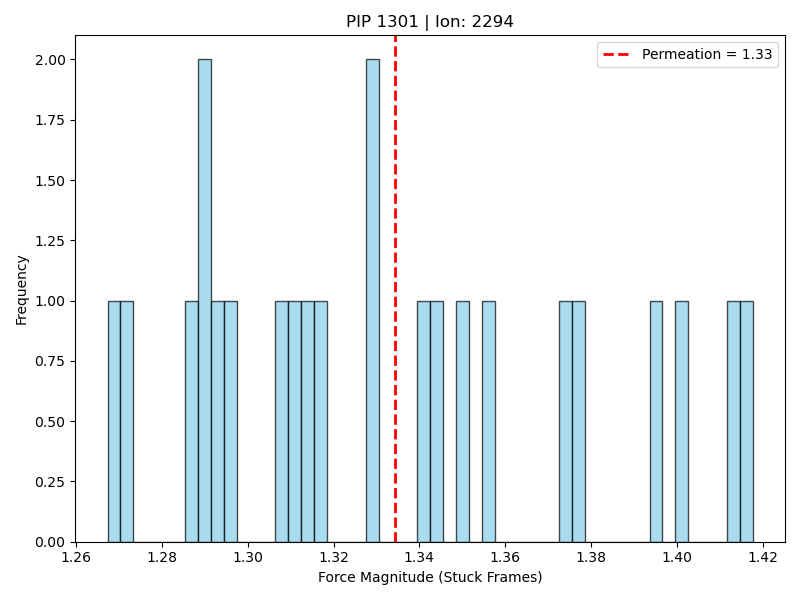 PIP 1301 | Ion: 2294
Permeation = 1.33
2.00
1.75
1.50
1.25
1.00
0.75
0.50
0.25
0.00
Frequency
1.26 1.28 1.30 1.32 1.34 1.36 1.38 1.40 1.42
Force Magnitude (Stuck Frames)